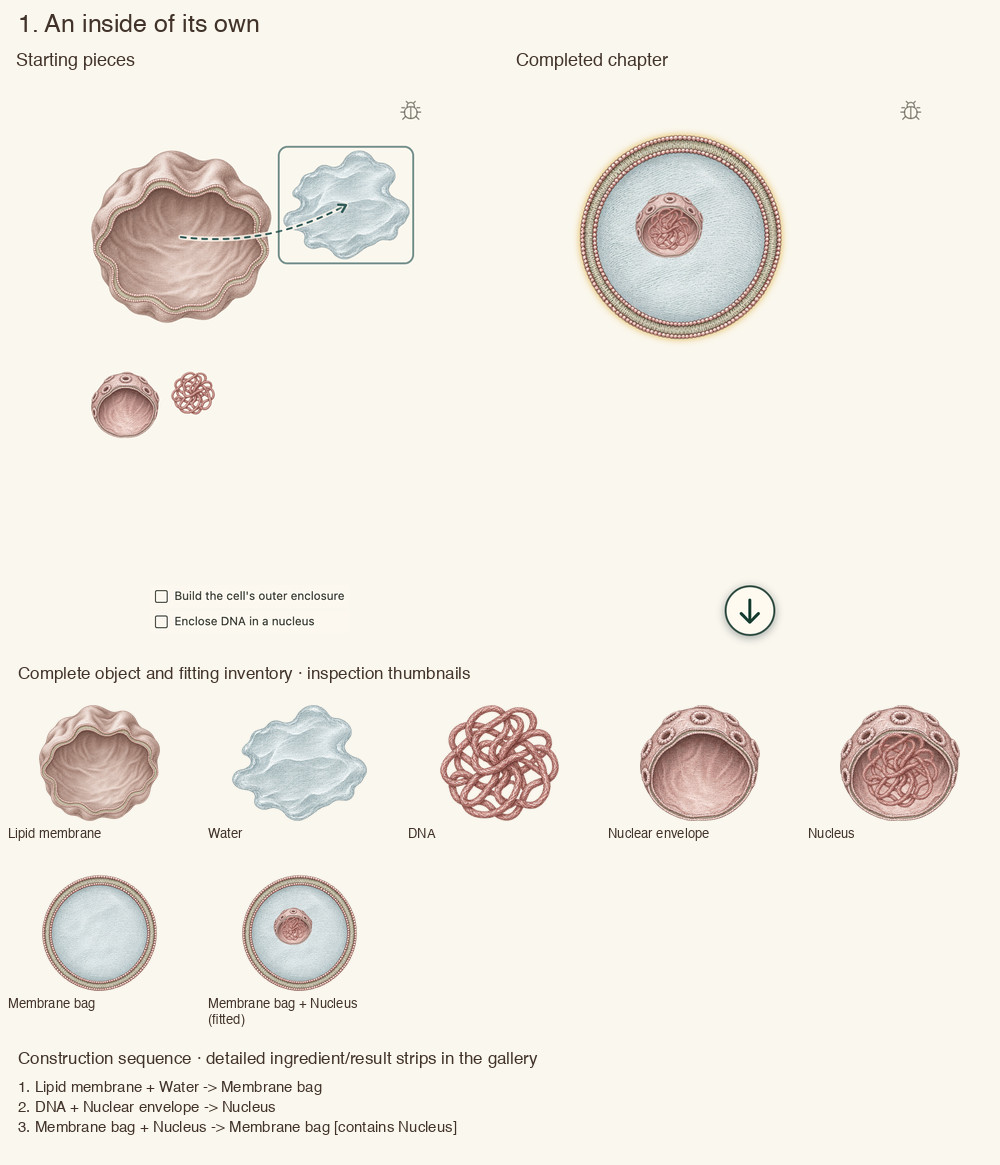 1. An inside of its own
Starting pieces
Completed chapter
Build the cell's outer enclosure
Enclose DNA in a nucleus
Complete object and fitting inventory · inspection thumbnails
Lipid membrane
Water
DNA
Nuclear envelope
Nucleus
Membrane bag
Membrane bag + Nucleus
(fitted)
Construction sequence · detailed ingredient/result strips in the gallery
1. Lipid membrane + Water -> Membrane bag
2. DNA + Nuclear envelope -> Nucleus
3. Membrane bag + Nucleus -> Membrane bag [contains Nucleus]